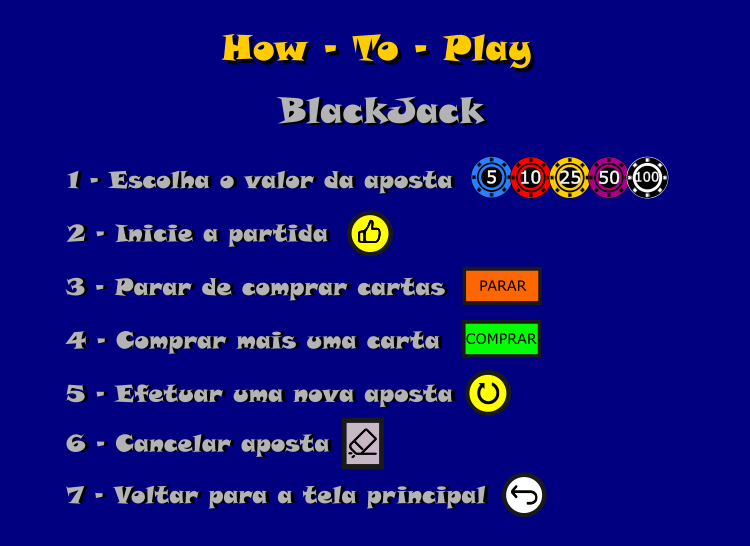 How - To - Play
BlackJack
1 - Escolha o valor da aposta 5 10 25 50 100
2 - Inicie a partida
3 - Parar de comprar cartas PARAR
4 - Comprar mais uma carta COMPRAR
5 - Efetuar uma nova aposta
6 - Cancelar aposta
7 - Voltar para a tela principal